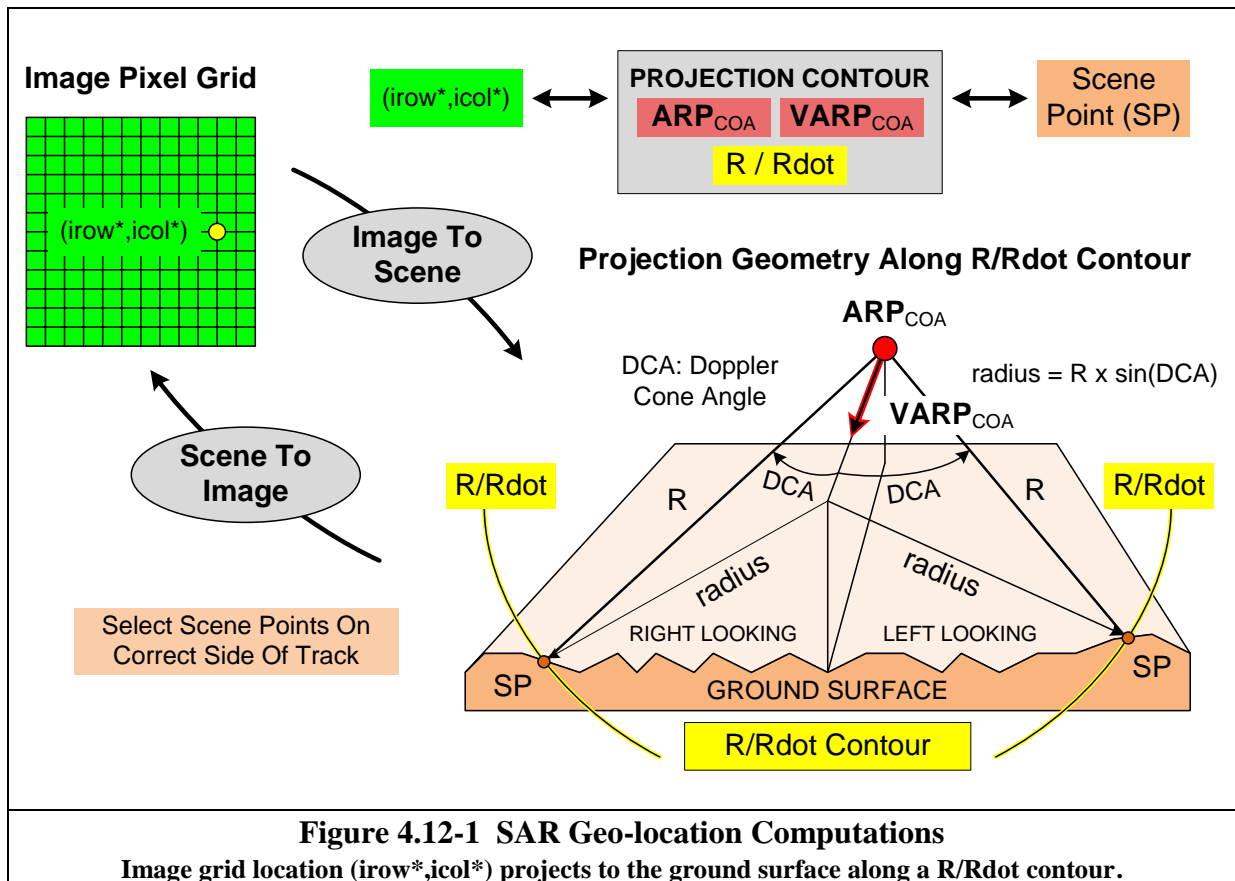 Image Pixel Grid
(irow*,icol*)
(irow*,icol*)
PROJECTION CONTOUR
ARPCOA VARPCOA
R / Rdot
Scene
Point (SP)
Image To
Scene
Scene To
Image
Select Scene Points On
Correct Side Of Track
Projection Geometry Along R/Rdot Contour
ARPCOA
DCA: Doppler
Cone Angle
radius = R x sin(DCA)
VARPCOA
R/Rdot
R
DCA
DCA
R
R/Rdot
radius
radius
RIGHT LOOKING
LEFT LOOKING
SP
GROUND SURFACE
SP
R/Rdot Contour
Figure 4.12-1 SAR Geo-location Computations
Image grid location (irow*,icol*) projects to the ground surface along a R/Rdot contour.